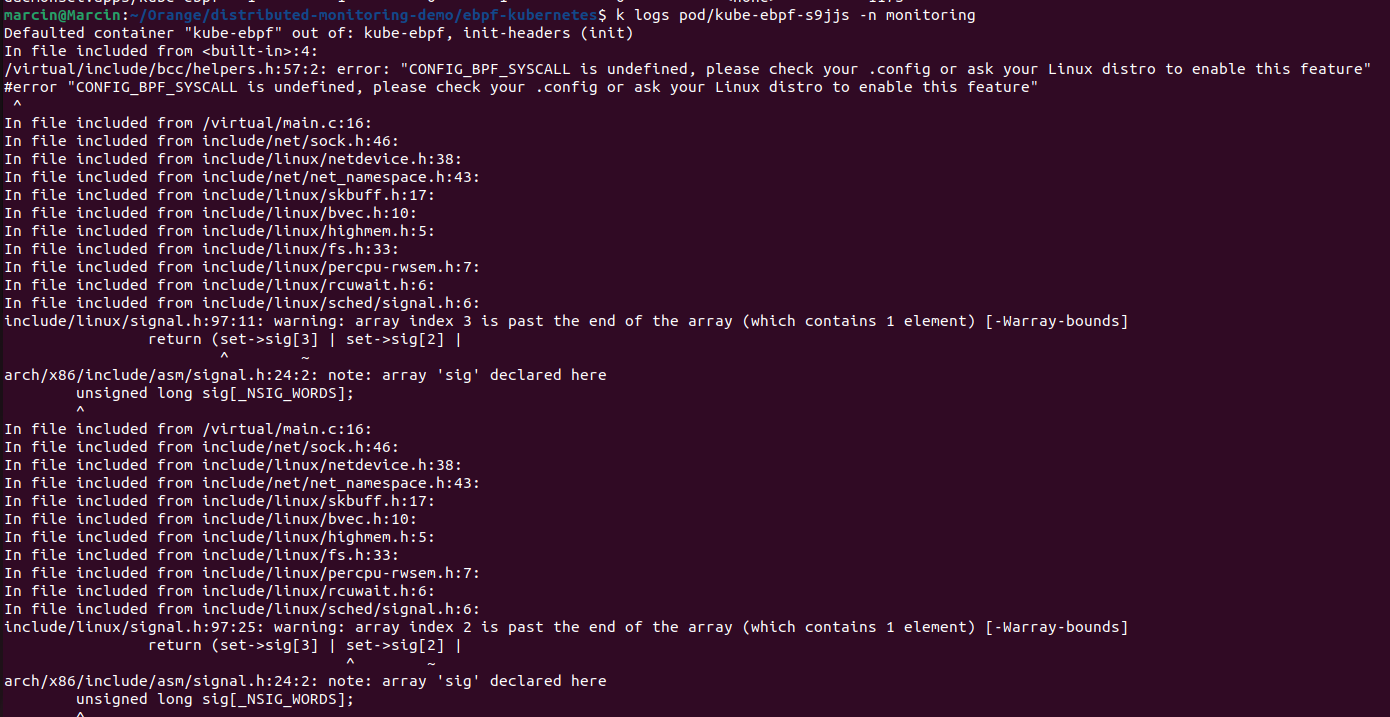 marcin@Marcin:~/Orange/distributed-monitoring-demo/ebpf-kubernetes$ k logs pod/kube-ebpf-s9jjs -n monitoring
Defaulted container "kube-ebpf" out of: kube-ebpf, init-headers (init)
In file included from <built-in>:4:
/virtual/include/bcc/helpers.h:57:2: error: "CONFIG_BPF_SYSCALL is undefined, please check your .config or ask your Linux distro to enable this feature"
#error "CONFIG_BPF_SYSCALL is undefined, please check your .config or ask your Linux distro to enable this feature"
 ^
In file included from /virtual/main.c:16:
In file included from include/net/sock.h:46:
In file included from include/linux/netdevice.h:38:
In file included from include/net/net_namespace.h:43:
In file included from include/linux/skbuff.h:17:
In file included from include/linux/bvec.h:10:
In file included from include/linux/highmem.h:5:
In file included from include/linux/fs.h:33:
In file included from include/linux/percpu-rwsem.h:7:
In file included from include/linux/rcuwait.h:6:
In file included from include/linux/sched/signal.h:6:
include/linux/signal.h:97:11: warning: array index 3 is past the end of the array (which contains 1 element) [-Warray-bounds]
                return (set->sig[3] | set->sig[2] |
                        ^        ~
arch/x86/include/asm/signal.h:24:2: note: array 'sig' declared here
        unsigned long sig[_NSIG_WORDS];
        ^
In file included from /virtual/main.c:16:
In file included from include/net/sock.h:46:
In file included from include/linux/netdevice.h:38:
In file included from include/net/net_namespace.h:43:
In file included from include/linux/skbuff.h:17:
In file included from include/linux/bvec.h:10:
In file included from include/linux/highmem.h:5:
In file included from include/linux/fs.h:33:
In file included from include/linux/percpu-rwsem.h:7:
In file included from include/linux/rcuwait.h:6:
In file included from include/linux/sched/signal.h:6:
include/linux/signal.h:97:25: warning: array index 2 is past the end of the array (which contains 1 element) [-Warray-bounds]
                return (set->sig[3] | set->sig[2] |
                                      ^        ~
arch/x86/include/asm/signal.h:24:2: note: array 'sig' declared here
        unsigned long sig[_NSIG_WORDS];
        ^